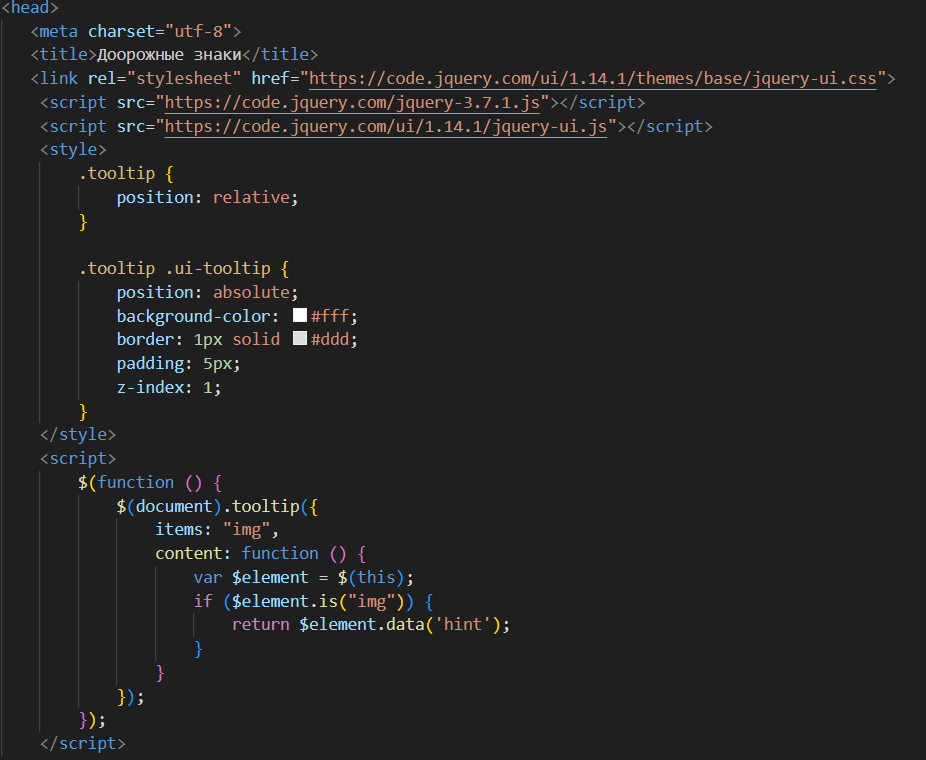 <head>
<meta charset="utf-8">
<title>Доорожные знаки</title>
<link rel="stylesheet" href="https://code.jquery.com/ui/1.14.1/themes/base/jquery-ui.css">
<script src="https://code.jquery.com/jquery-3.7.1.js"></script>
<script src="https://code.jquery.com/ui/1.14.1/jquery-ui.js"></script>
<style>
.tooltip {
position: relative;
}
.tooltip .ui-tooltip {
position: absolute;
background-color: #fff;
border: 1px solid #ddd;
padding: 5px;
z-index: 1;
}
</style>
<script>
$(function () {
$(document).tooltip({
items: "img",
content: function () {
var $element = $(this);
if ($element.is("img")) {
return $element.data('hint');
}
}
});
});
</script>